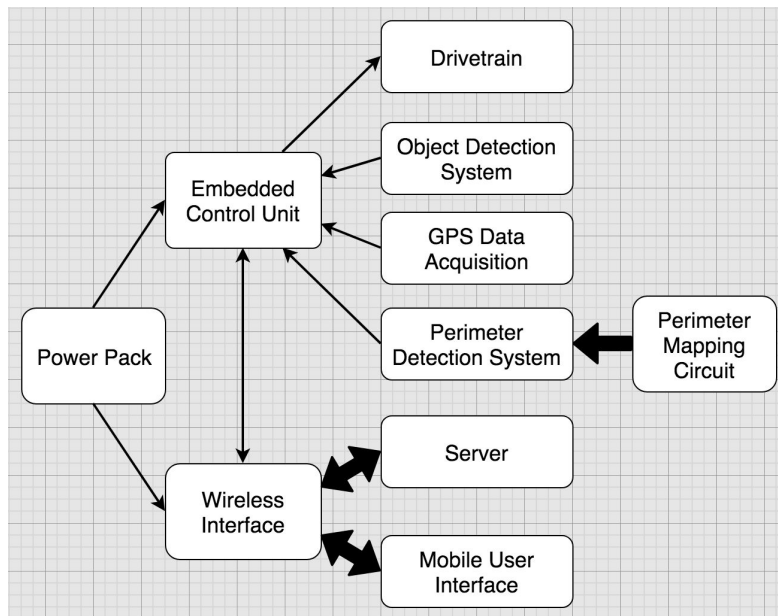 Drivetrain
Object Detection
System
Embedded
Control Unit
GPS Data
Acquisition
Power Pack
Perimeter
Detection System
Perimeter
Mapping
Circuit
Server
Wireless
Interface
Mobile User
Interface